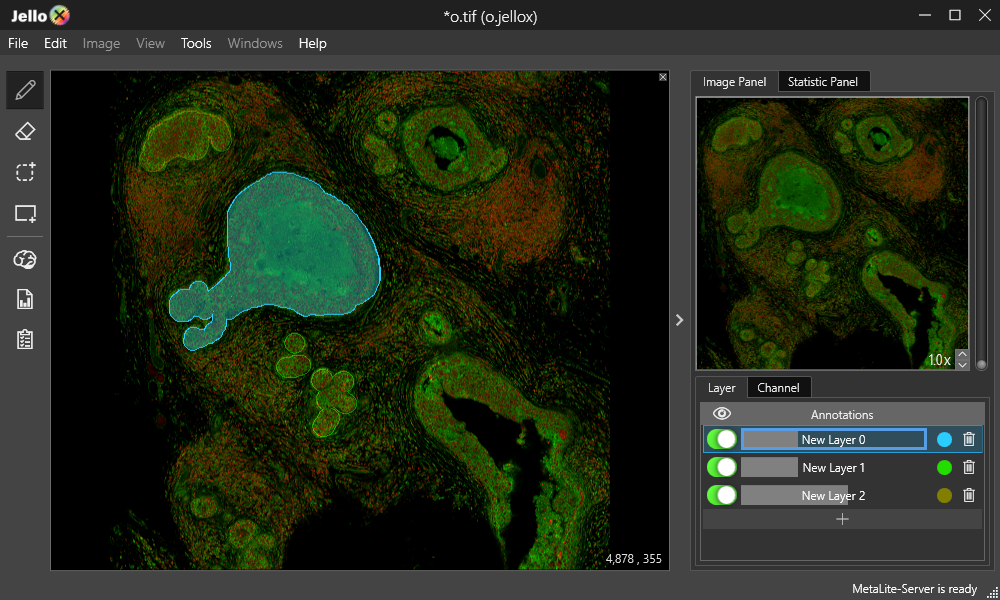 JelloX
*o.tif (o.jellox)
File Edit Image View Tools Windows Help
Image Panel Statistic Panel
1.0x
4,878 , 355
Layer Channel
Annotations
New Layer 0
New Layer 1
New Layer 2
MetaLite-Server is ready